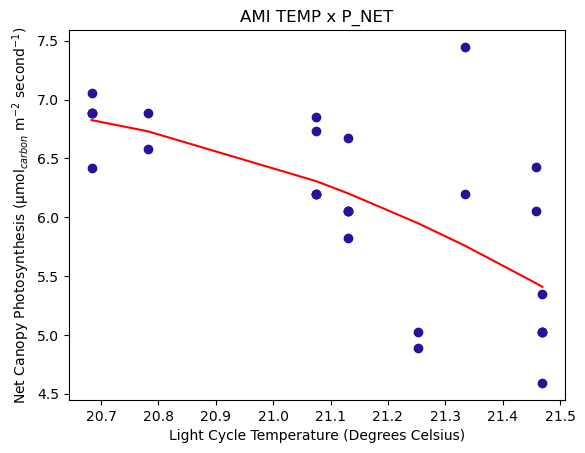 AMI TEMP x P_NET
Net Canopy Photosynthesis (μmol_{carbon} m^{−2} second^{−1})
7.5
7.0
6.5
6.0
5.5
5.0
4.5
20.7 20.8 20.9 21.0 21.1 21.2 21.3 21.4 21.5
Light Cycle Temperature (Degrees Celsius)